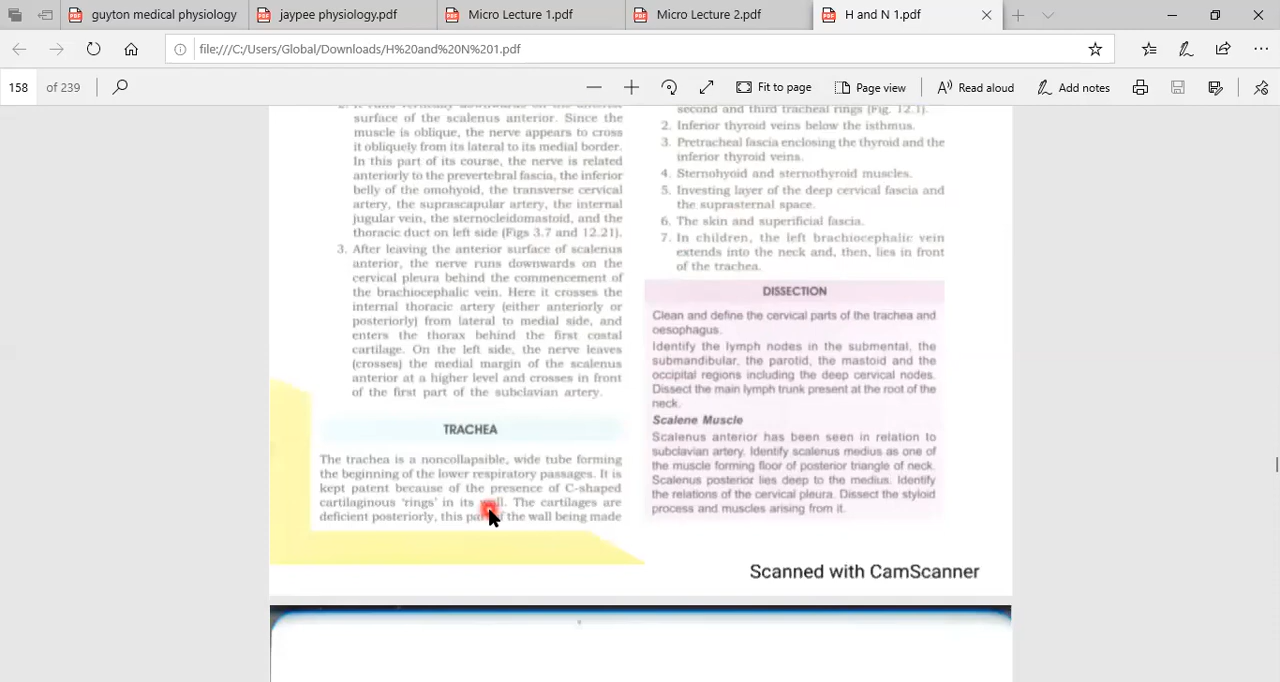 guyton medical physiology
jaypee physiology.pdf
Micro Lecture 1.pdf
Micro Lecture 2.pdf
H and N 1.pdf
file:///C:/Users/Global/Downloads/H%20and%20N%201.pdf
158 of 239
Fit to page
Page view
Read aloud
Add notes
surface of the scalenus anterior. Since the
muscle is oblique, the nerve appears to cross
it obliquely from its lateral to its medial border.
In this part of its course, the nerve is related
anteriorly to the prevertebral fascia, the inferior
belly of the omohyoid, the transverse cervical
artery, the suprascapular artery, the internal
jugular vein, the sternocleidomastoid, and the
thoracic duct on left side (Figs 3.7 and 12.21).
3. After leaving the anterior surface of scalenus
anterior, the nerve runs downwards on the
cervical pleura behind the commencement of
the brachiocephalic vein. Here it crosses the
internal thoracic artery (either anteriorly or
posteriorly) from lateral to medial side, and
enters the thorax behind the first costal
cartilage. On the left side, the nerve leaves
(crosses) the medial margin of the scalenus
anterior at a higher level and crosses in front
of the first part of the subclavian artery.
TRACHEA
The trachea is a noncollapsible, wide tube forming
the beginning of the lower respiratory passages. It is
kept patent because of the presence of C-shaped
cartilaginous 'rings' in its The cartilages are
deficient posteriorly, this the wall being made
second and third tracheal rings (Fig. 12.1).
2. Inferior thyroid veins below the isthmus.
3. Pretracheal fascia enclosing the thyroid and the
inferior thyroid veins.
4. Sternohyoid and sternothyroid muscles.
5. Investing layer of the deep cervical fascia and
the suprasternal space.
6. The skin and superificial fascia.
7. In children, the left brachiocephalic vein
extends into the neck and, then, lies in front
of the trachea.
DISSECTION
Clean and define the cervical parts of the trachea and
oesophagus.
Identify the lymph nodes in the submental, the
submandibular, the parotid, the mastoid and the
occipital regions including the deep cervical nodes.
Dissect the main lymph trunk present at the root of the
neck.
Scalene Muscle
Scalenus anterior has been seen in relation to
subclavian artery. Identify scalenus medius as one of
the muscle forming floor of posterior triangle of neck.
Scalenus posterior lies deep to the medius. Identify
the relations of the cervical pleura. Dissect the styloid
process and muscles arising from it.
Scanned with CamScanner